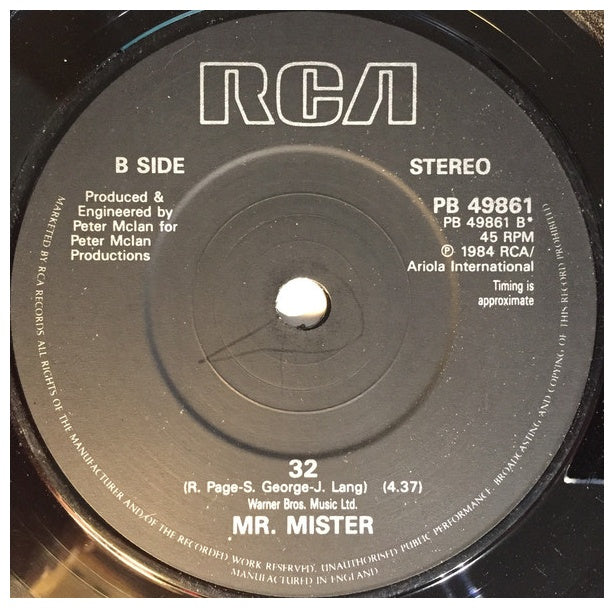 RCA
B SIDE
STEREO
Produced &
Engineered by
Peter McIan for
Peter McIan
Productions
PB 49861
PB 49861 B*
45 RPM
℗ 1984 RCA/
Ariola International
Timing is
approximate
32
(R. Page-S. George-J. Lang) (4.37)
Warner Bros. Music Ltd.
MR. MISTER
MARKETED BY RCA RECORDS ALL RIGHTS OF THE MANUFACTURER AND OF THE RECORDED WORK RESERVED. UNAUTHORISED PUBLIC PERFORMANCE, BROADCASTING AND COPYING OF THIS RECORD PROHIBITED
MANUFACTURED IN ENGLAND